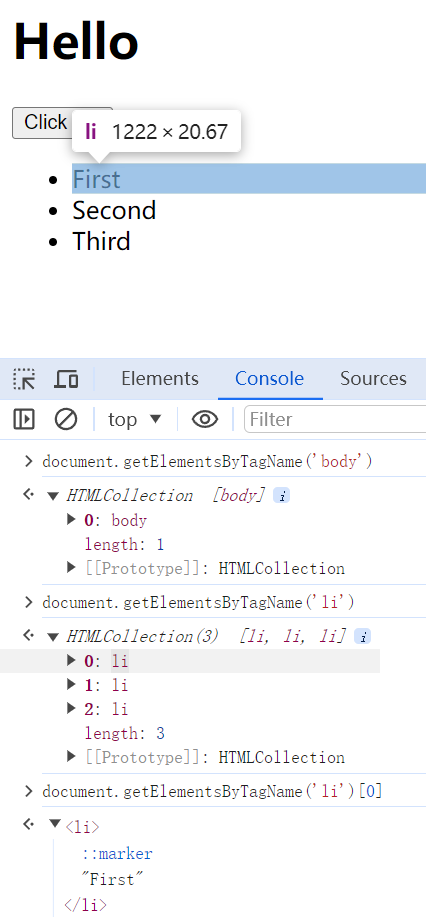 Hello
Click
li 1222 × 20.67
First
Second
Third
Elements Console Sources
top Filter
document.getElementsByTagName('body')
HTMLCollection [body] i
0: body
length: 1
[[Prototype]]: HTMLCollection
document.getElementsByTagName('li')
HTMLCollection(3) [li, li, li] i
0: li
1: li
2: li
length: 3
[[Prototype]]: HTMLCollection
document.getElementsByTagName('li')[0]
<li>
::marker
"First"
</li>